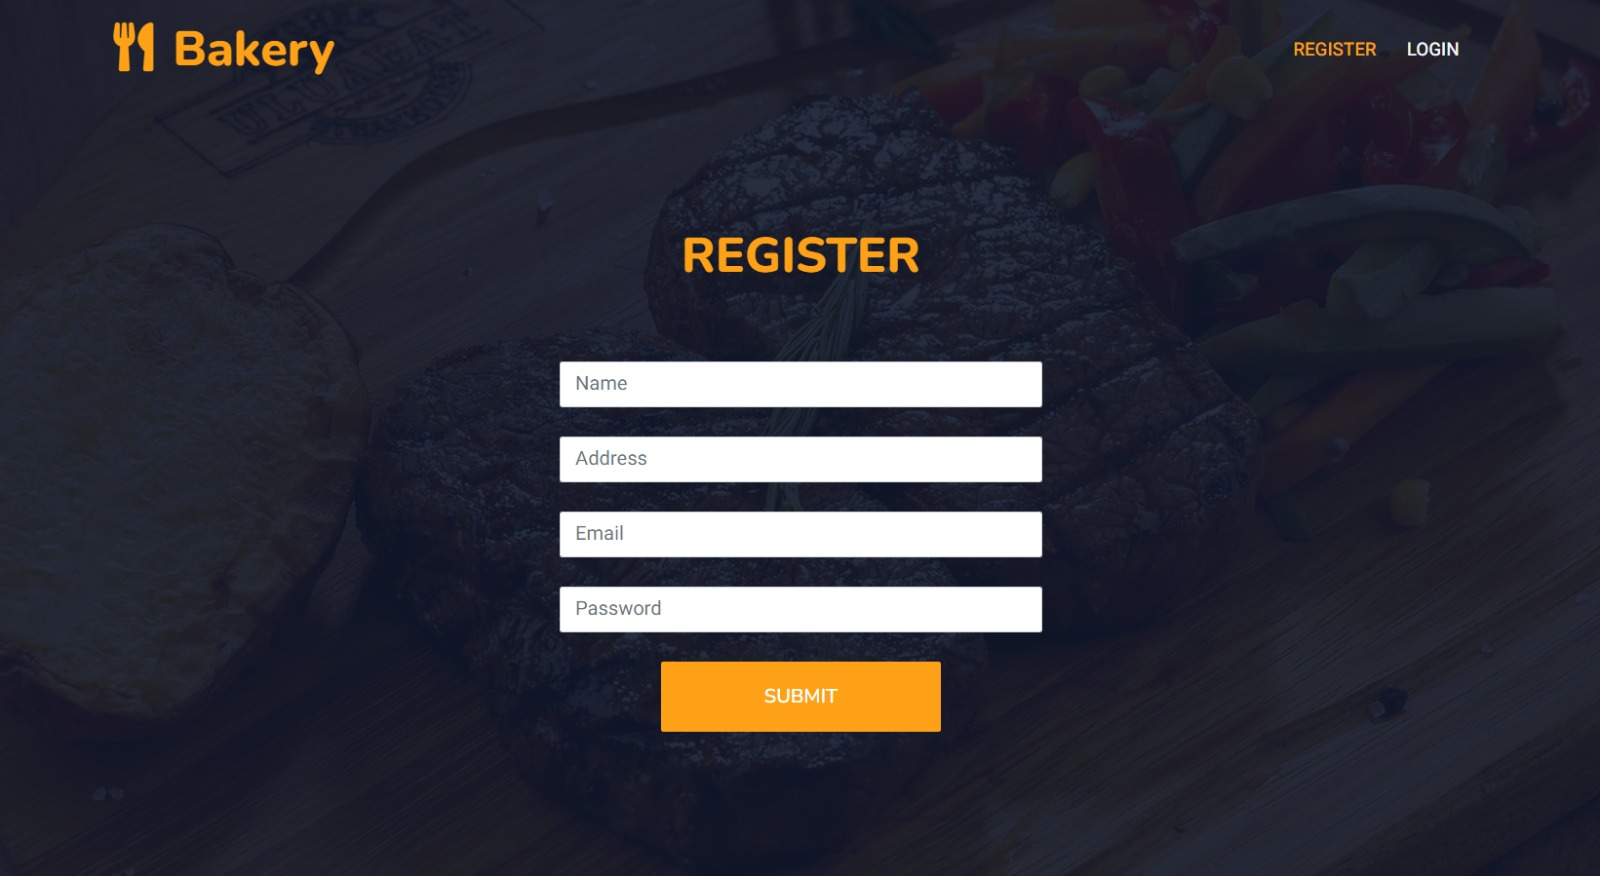 Bakery
REGISTER LOGIN
REGISTER
Name
Address
Email
Password
SUBMIT